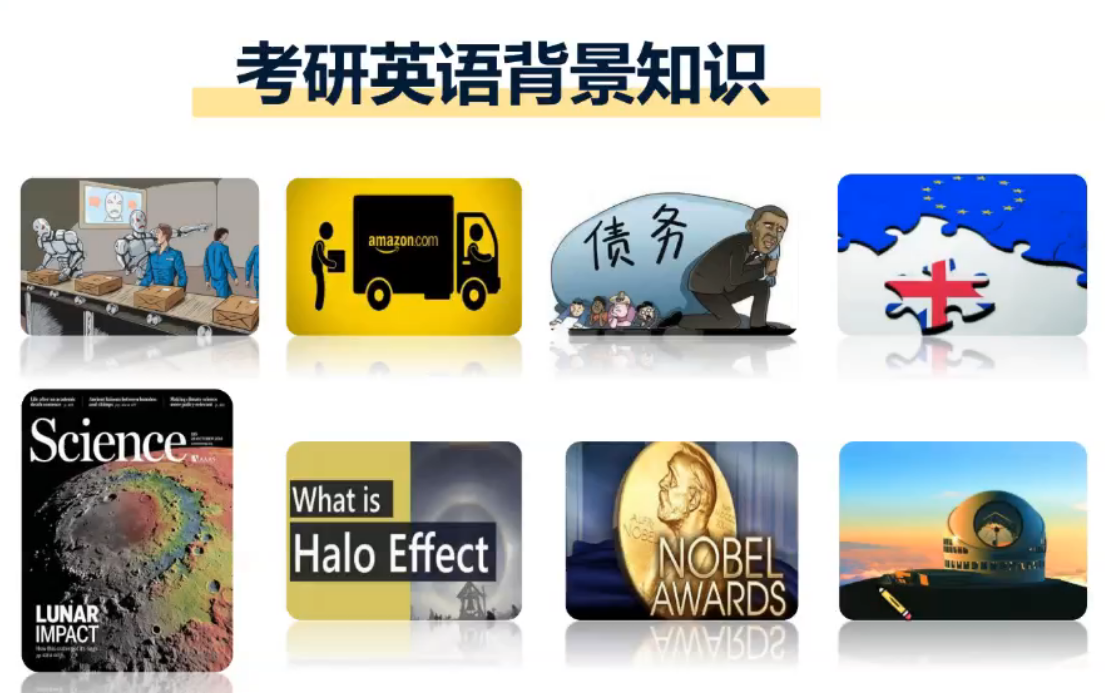 考研英语背景知识
amazon.com
债务
Science
LUNAR
IMPACT
What is
Halo Effect
NOBEL
AWARDS